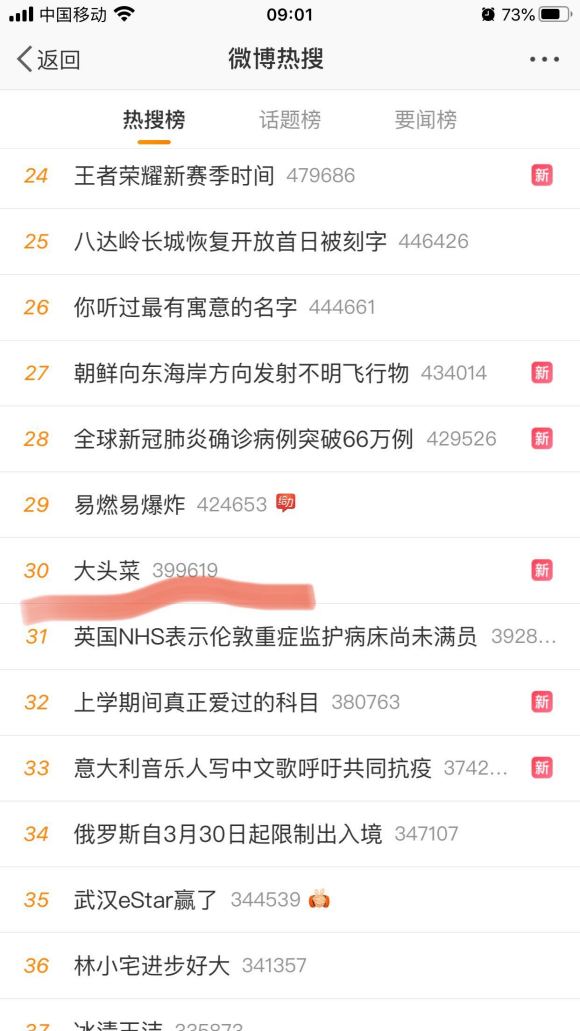 中国移动 09:01 73%
返回 微博热搜
热搜榜 话题榜 要闻榜
24 王者荣耀新赛季时间 479686 新
25 八达岭长城恢复开放首日被刻字 446426
26 你听过最有寓意的名字 444661
27 朝鲜向东海岸方向发射不明飞行物 434014 新
28 全球新冠肺炎确诊病例突破66万例 429526 新
29 易燃易爆炸 424653
30 大头菜 399619 新
31 英国NHS表示伦敦重症监护病床尚未满员 3928...
32 上学期间真正爱过的科目 380763 新
33 意大利音乐人写中文歌呼吁共同抗疫 3742... 新
34 俄罗斯自3月30日起限制出入境 347107
35 武汉eStar赢了 344539
36 林小宅进步好大 341357
37 冰清玉洁 335873